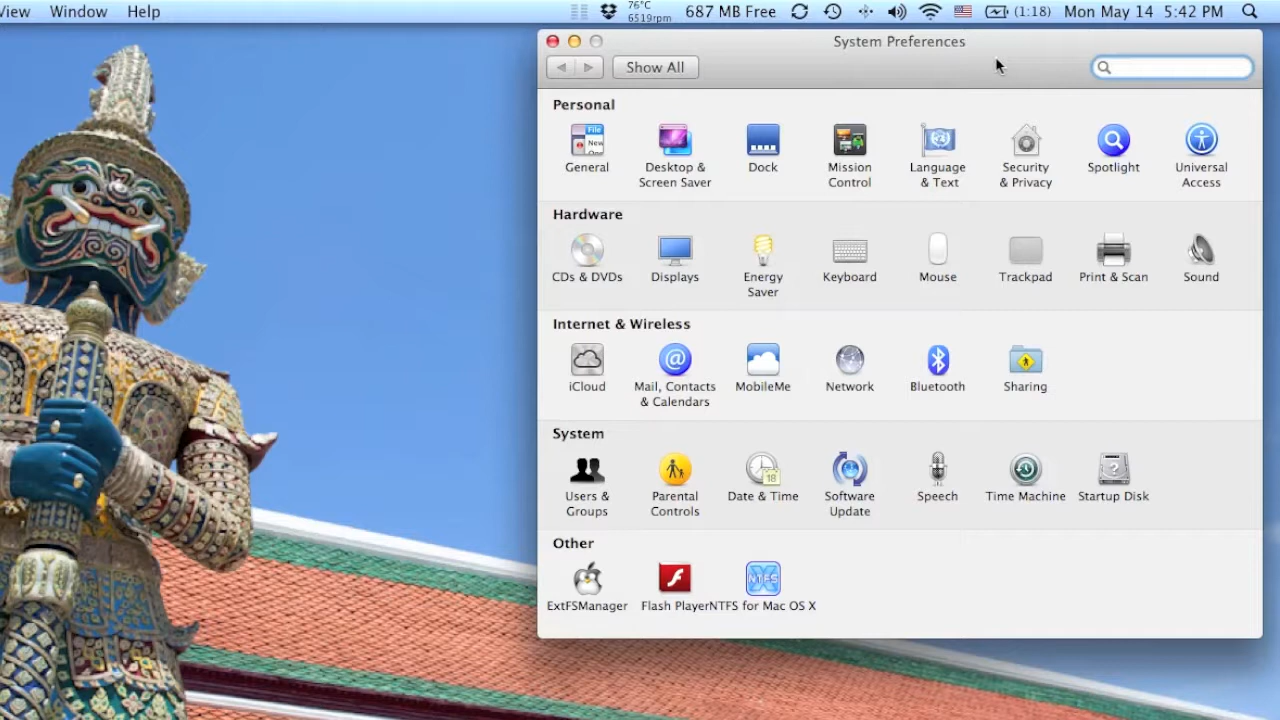 View Window Help 76°C 6519rpm 687 MB Free (1:18) Mon May 14 5:42 PM
System Preferences
Show All
Personal
General
Desktop & Screen Saver
Dock
Mission Control
Language & Text
Security & Privacy
Spotlight
Universal Access
Hardware
CDs & DVDs
Displays
Energy Saver
Keyboard
Mouse
Trackpad
Print & Scan
Sound
Internet & Wireless
iCloud
Mail, Contacts & Calendars
MobileMe
Network
Bluetooth
Sharing
System
Users & Groups
Parental Controls
Date & Time
18
Software Update
Speech
Time Machine
Startup Disk
Other
ExtFSManager
Flash Player
NTFS
NTFS for Mac OS X